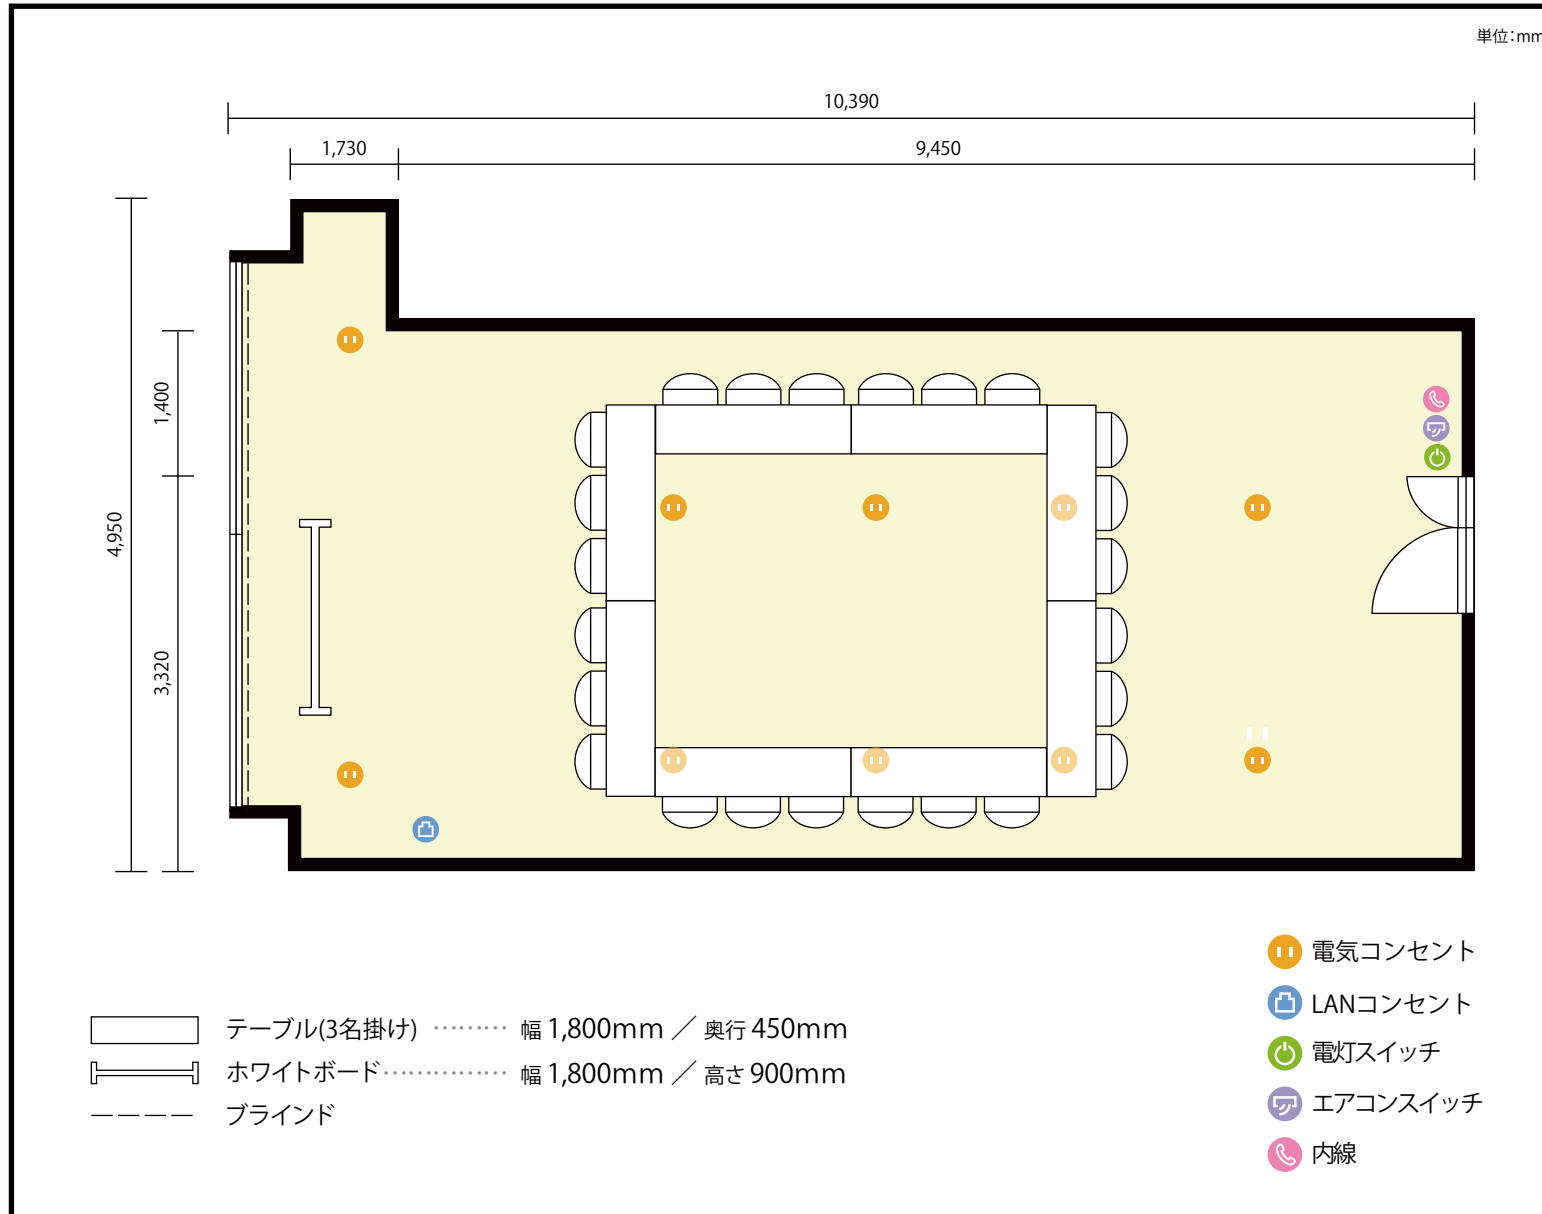 単位:mm
10,390
1,730
9,450
4,950
1,400
3,320
電気コンセント
LANコンセント
電灯スイッチ
エアコンスイッチ
内線
テーブル(3名掛け) ……… 幅 1,800mm ／ 奥行 450mm
ホワイトボード…………… 幅 1,800mm ／ 高さ 900mm
ブラインド